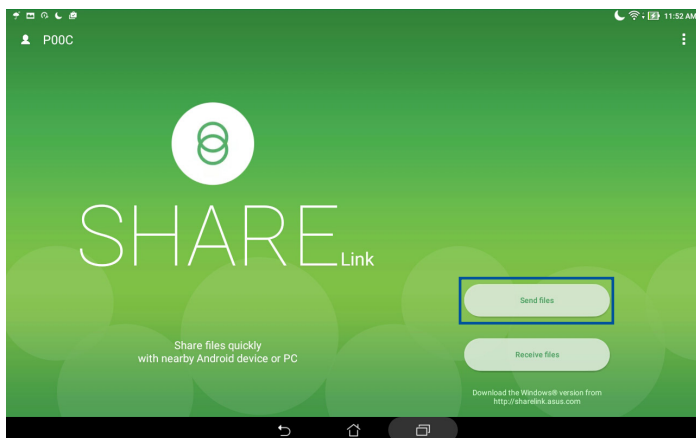 11:52 AM
P00C
SHARE Link
Send files
Share files quickly
with nearby Android device or PC
Receive files
Download the Windows® version from
http://sharelink.asus.com